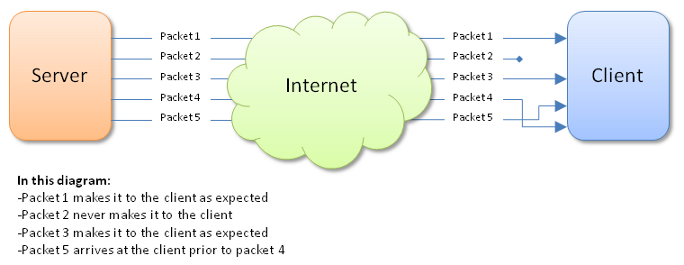 Packet 1 Packet 1
Packet 2 Packet 2
Server Packet 3 Internet Packet 3 Client
Packet 4 Packet 4
Packet 5 Packet 5
In this diagram:
-Packet 1 makes it to the client as expected
-Packet 2 never makes it to the client
-Packet 3 makes it to the client as expected
-Packet 5 arrives at the client prior to packet 4